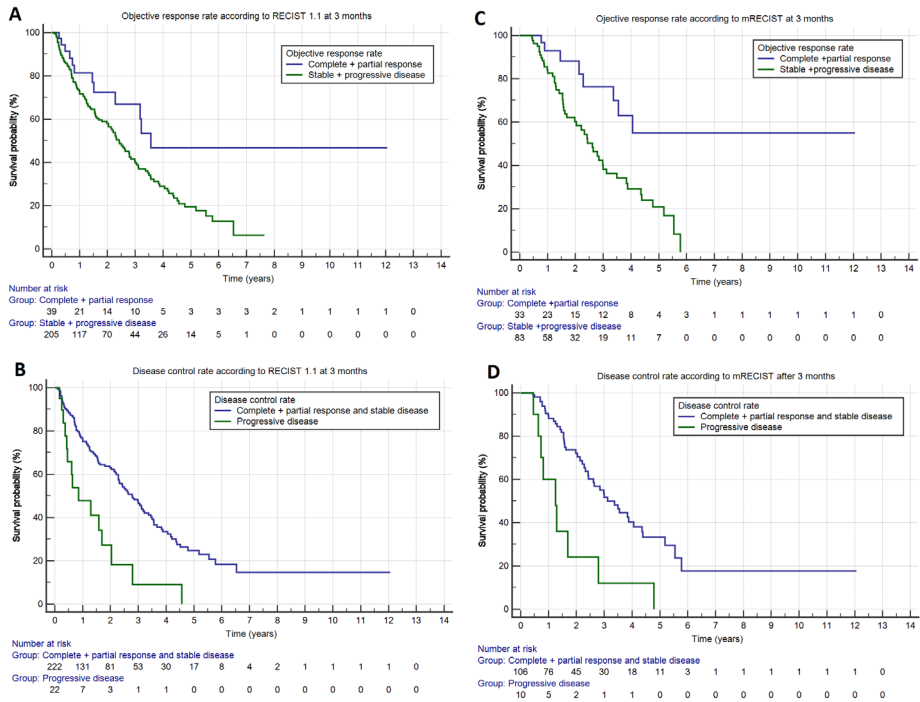 A
Objective response rate according to RECIST 1.1 at 3 months
Survival probability (%)
100
80
60
40
20
0
Objective response rate
Complete + partial response
Stable + progressive disease
0 1 2 3 4 5 6 7 8 9 10 11 12 13 14
Time (years)
Number at risk
Group: Complete + partial response
39 21 14 10 5 3 3 3 2 1 1 1 1 0
Group: Stable + progressive disease
205 117 70 44 26 14 5 1 0 0 0 0 0 0
B
Disease control rate according to RECIST 1.1 at 3 months
Survival probability (%)
100
80
60
40
20
0
Disease control rate
Complete + partial response and stable disease
Progressive disease
0 1 2 3 4 5 6 7 8 9 10 11 12 13 14
Time (years)
Number at risk
Group: Complete + partial response and stable disease
222 131 81 53 30 17 8 4 2 1 1 1 1 0
Group: Progressive disease
22 7 3 1 1 0 0 0 0 0 0 0 0 0
C
Ojective response rate according to mRECIST at 3 months
Survival probability (%)
100
80
60
40
20
0
Objective response rate
Complete +partial response
Stable +progressive disease
0 1 2 3 4 5 6 7 8 9 10 11 12 13 14
Time (years)
Number at risk
Group: Complete +partial response
33 23 15 12 8 4 3 1 1 1 1 1 1 0
Group: Stable +progressive disease
83 58 32 19 11 7 0 0 0 0 0 0 0 0
D
Disease control rate according to mRECIST after 3 months
Survival probability (%)
100
80
60
40
20
0
Disease control rate
Complete + partial response and stable disease
Progressive disease
0 1 2 3 4 5 6 7 8 9 10 11 12 13 14
Time (years)
Number at risk
Group: Complete + partial response and stable disease
106 76 45 30 18 11 3 1 1 1 1 1 1 0
Group: Progressive disease
10 5 2 1 1 0 0 0 0 0 0 0 0 0